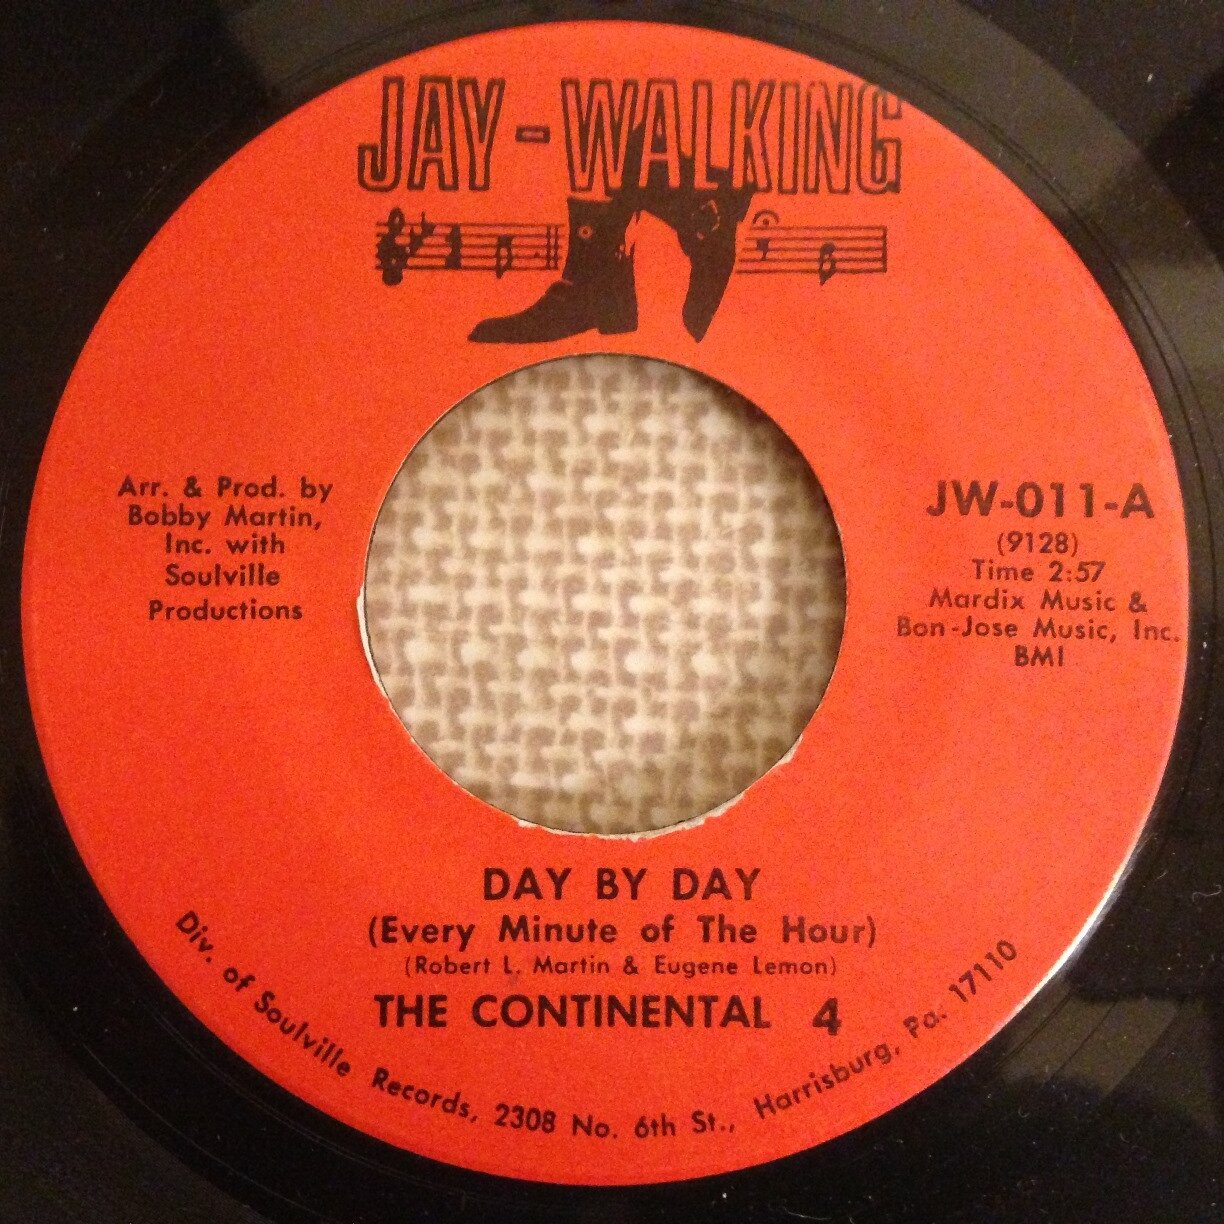 JAY-WALKING
Arr. & Prod. by
Bobby Martin,
Inc. with
Soulville
Productions
JW-011-A
(9128)
Time 2:57
Mardix Music &
Bon-Jose Music, Inc.
BMI
DAY BY DAY
(Every Minute of The Hour)
(Robert L. Martin & Eugene Lemon)
THE CONTINENTAL 4
Div. of Soulville Records, 2308 No. 6th St., Harrisburg, Pa. 17110